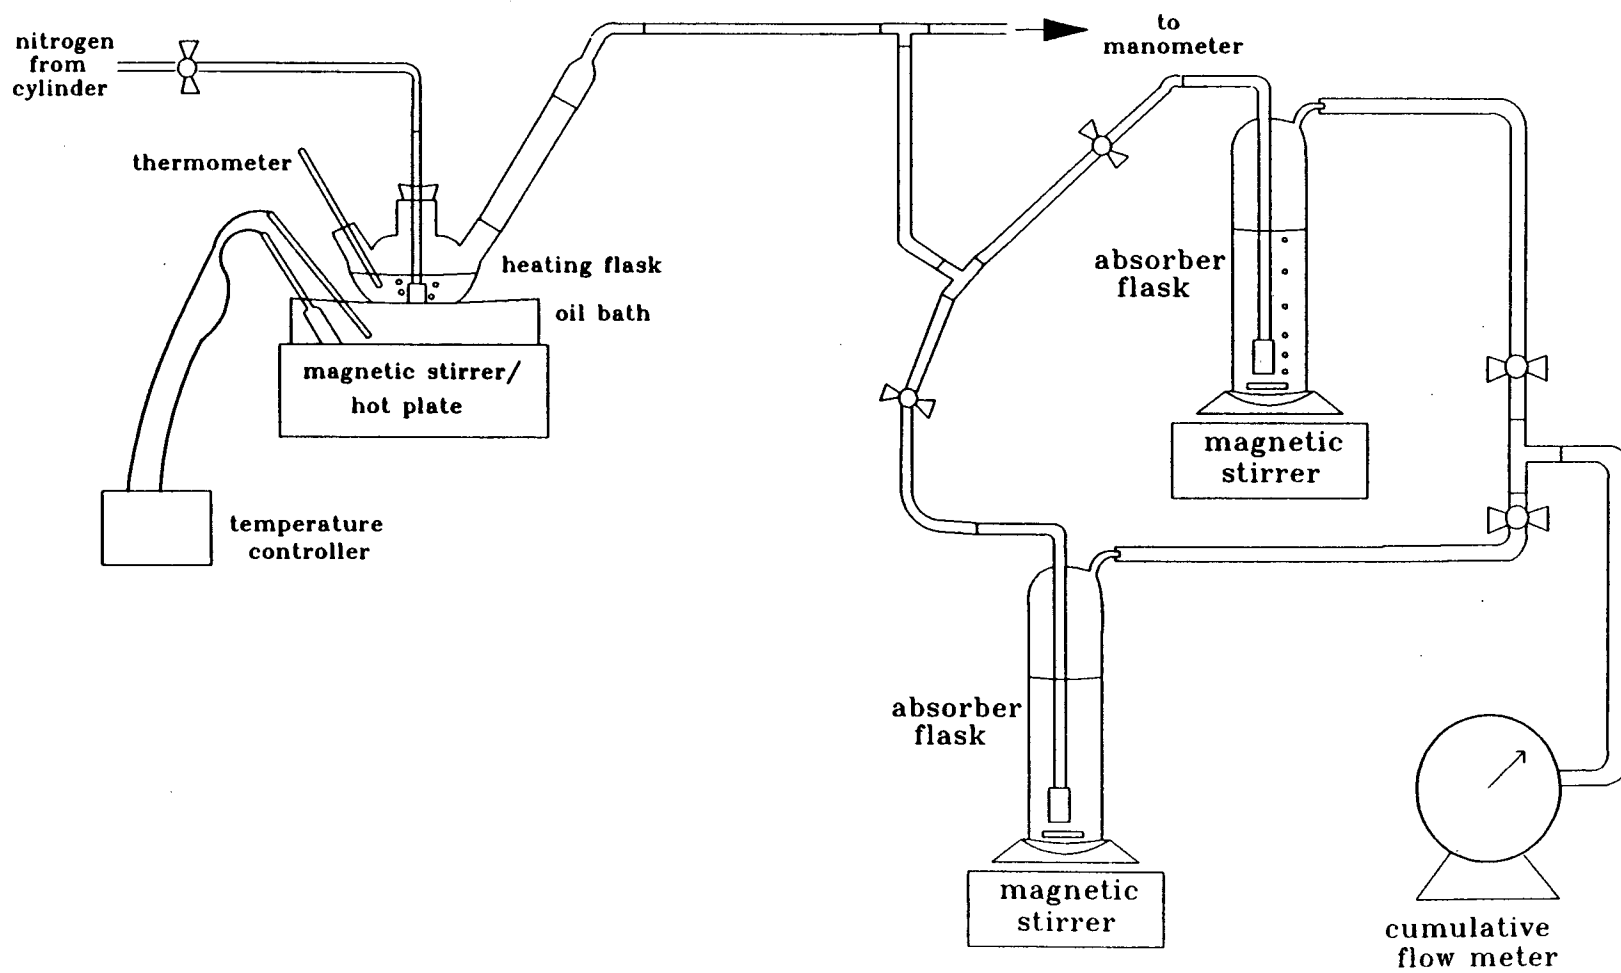 nitrogen
from
cylinder
to
manometer
thermometer
heating flask
oil bath
magnetic stirrer/
hot plate
temperature
controller
absorber
flask
magnetic
stirrer
absorber
flask
magnetic
stirrer
cumulative
flow meter